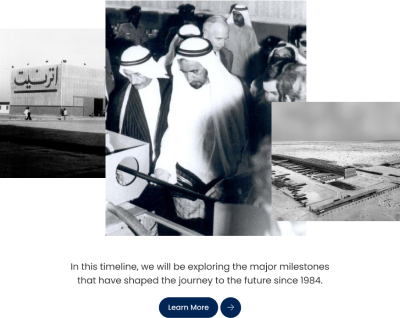 اترنيت
In this timeline, we will be exploring the major milestones
that have shaped the journey to the future since 1984.
Learn More